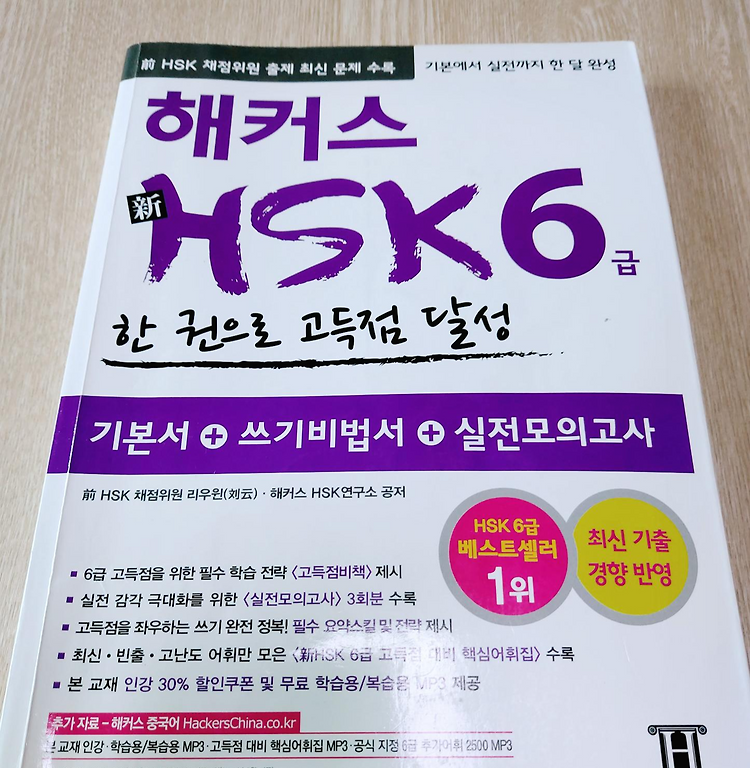 前 HSK 채점위원 출제 최신 문제 수록
기본에서 실전까지 한 달 완성
해커스
新 HSK 6급
한 권으로 고득점 달성
기본서 + 쓰기비법서 + 실전모의고사
前 HSK 채점위원 리우윈(刘云) · 해커스 HSK연구소 공저
HSK 6급
베스트셀러
1위
최신 기출
경향 반영
▪ 6급 고득점을 위한 필수 학습 전략 <고득점비책> 제시
▪ 실전 감각 극대화를 위한 <실전모의고사> 3회분 수록
▪ 고득점을 좌우하는 쓰기 완전 정복! 필수 요약스킬 및 전략 제시
▪ 최신 · 빈출 · 고난도 어휘만 모은 <新HSK 6급 고득점 대비 핵심어휘집> 수록
▪ 본 교재 인강 30% 할인쿠폰 및 무료 학습용/복습용 MP3 제공
추가 자료 – 해커스 중국어 HackersChina.co.kr
본 교재 인강 · 학습용/복습용 MP3 · 고득점 대비 핵심어휘집 MP3 · 공식 지정 6급 추가어휘 2500 MP3